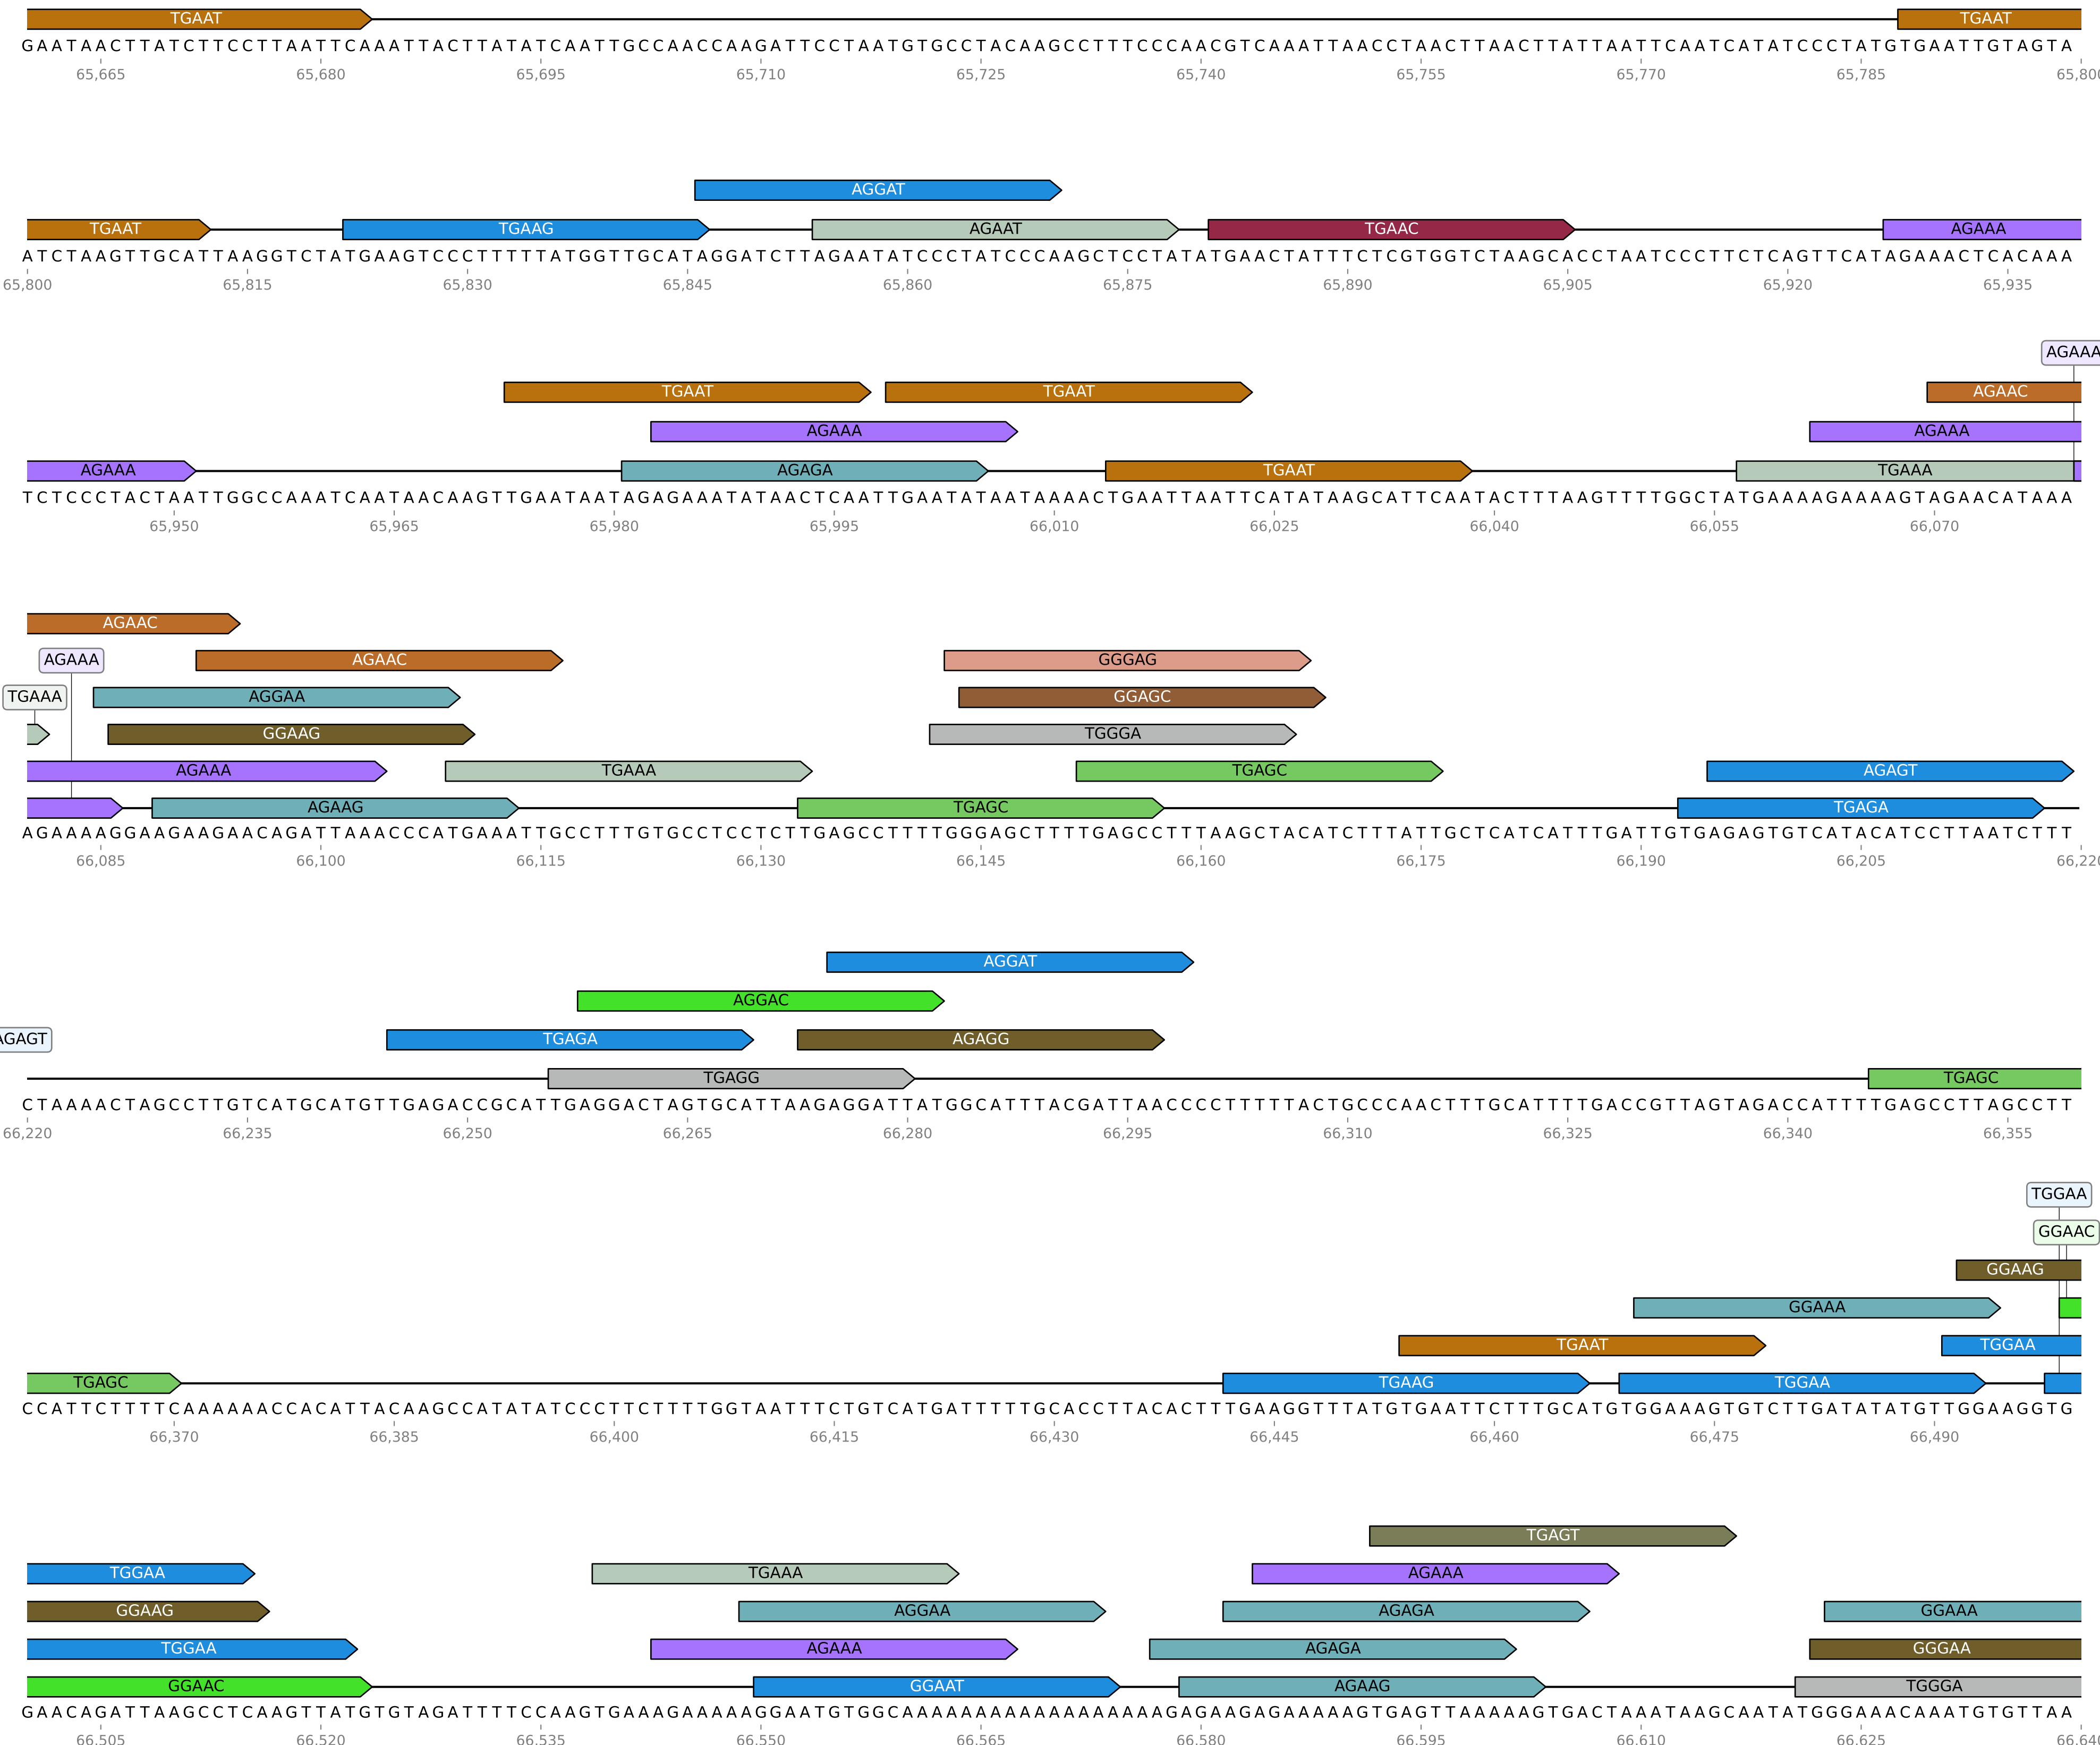 TGAAT TGAAT
GAATAACTTATCTTCCTTAATTCAAATTACTTATATCAATTGCCAACCAAGATTCCTAATGTGCCTACAAGCCTTTCCCAACGTCAAATTAACCTAACTTAACTTATTAATTCAATCATATCCCTATGTGAATTGTAGTA
65,665 65,680 65,695 65,710 65,725 65,740 65,755 65,770 65,785 65,800
AGGAT
TGAAT TGAAG AGAAT TGAAC AGAAA
ATCTAAGTTGCATTAAGGTCTATGAAGTCCCTTTTTATGGTTGCATAGGATCTTAGAATATCCCTATCCCAAGCTCCTATATGAACTATTTCTCGTGGTCTAAGCACCTAATCCCTTCTCAGTTCATAGAAACTCACAAA
65,800 65,815 65,830 65,845 65,860 65,875 65,890 65,905 65,920 65,935
AGAAA
TGAAT TGAAT AGAAC
AGAAA AGAAA
AGAAA AGAGA TGAAT TGAAA
TCTCCCTACTAATTGGCCAAATCAATAACAAGTTGAATAATAGAGAAATATAACTCAATTGAATATAATAAAACTGAATTAATTCATATAAGCATTCAATACTTTAAGTTTTGGCTATGAAAAGAAAAGTAGAACATAAA
65,950 65,965 65,980 65,995 66,010 66,025 66,040 66,055 66,070
AGAAC
AGAAA AGAAC GGGAG
TGAAA AGGAA GGAGC
GGAAG TGGGA
AGAAA TGAAA TGAGC AGAGT
AGAAG TGAGC TGAGA
AGAAAAGGAAGAAGAACAGATTAAACCCATGAAATTGCCTTTGTGCCTCCTCTTGAGCCTTTTGGGAGCTTTTGAGCCTTTAAGCTACATCTTTATTGCTCATCATTTGATTGTGAGAGTGTCATACATCCTTAATCTTT
66,085 66,100 66,115 66,130 66,145 66,160 66,175 66,190 66,205 66,220
AGGAT
AGGAC
AGAGT TGAGA AGAGG
TGAGG TGAGC
CTAAAACTAGCCTTGTCATGCATGTTGAGACCGCATTGAGGACTAGTGCATTAAGAGGATTATGGCATTTACGATTAACCCCTTTTTACTGCCCAACTTTGCATTTTGACCGTTAGTAGACCATTTTGAGCCTTAGCCTT
66,220 66,235 66,250 66,265 66,280 66,295 66,310 66,325 66,340 66,355
TGGAA
GGAAC
GGAAG
GGAAA
TGAAT TGGAA
TGAGC TGAAG TGGAA
CCATTCTTTTCAAAAAACCACATTACAAGCCATATATCCCTTCTTTTGGTAATTTCTGTCATGATTTTTGCACCTTACACTTTGAAGGTTTATGTGAATTCTTTGCATGTGGAAAGTGTCTTGATATATGTTGGAAGGTG
66,370 66,385 66,400 66,415 66,430 66,445 66,460 66,475 66,490
TGAGT
TGGAA TGAAA AGAAA
GGAAG AGGAA AGAGA GGAAA
TGGAA AGAAA AGAGA GGGAA
GGAAC GGAAT AGAAG TGGGA
GAACAGATTAAGCCTCAAGTTATGTGTAGATTTTCCAAGTGAAAGAAAAAGGAATGTGGCAAAAAAAAAAAAAAAAAAGAGAAGAGAAAAAGTGAGTTAAAAAGTGACTAAATAAGCAATATGGGAAACAAATGTGTTAA
66,505 66,520 66,535 66,550 66,565 66,580 66,595 66,610 66,625 66,640